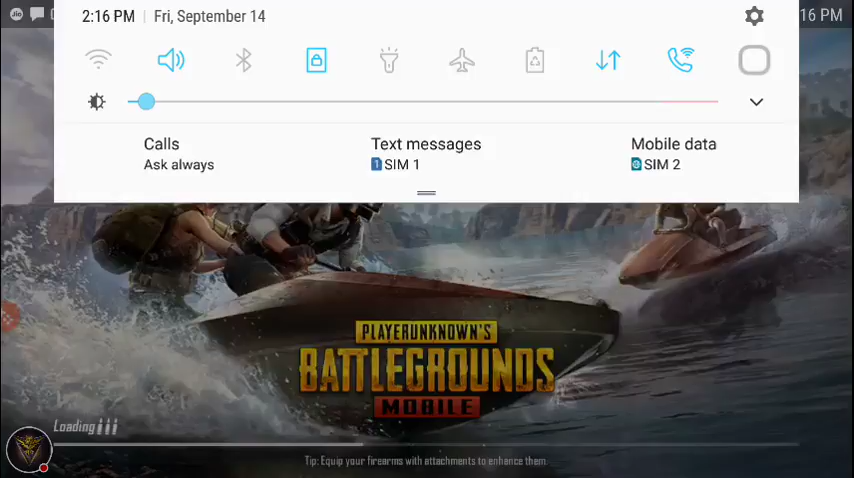 Jio
2:16 PM | Fri, September 14
16 PM
Calls
Text messages
Mobile data
Ask always
1 SIM 1
SIM 2
PLAYERUNKNOWN'S
BATTLEGROUNDS
MOBILE
Loading
Tip: Equip your firearms with attachments to enhance them